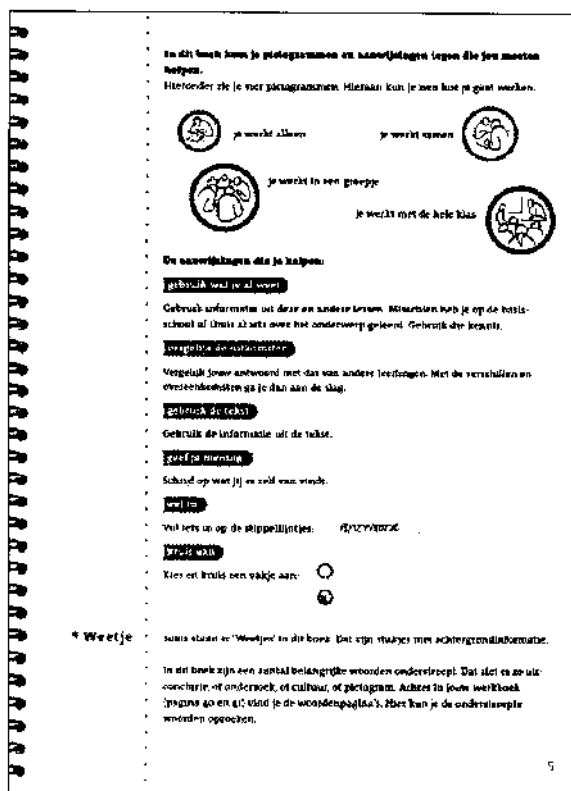 In dit boek kom je pictogrammen en aanwijzingen tegen die jou moeten
helpen.
Hieronder zie je vier pictogrammen. Hieraan kun je zien hoe je gaat werken.
je werkt alleen
je werkt samen
je werkt in een groepje
je werkt met de hele klas
De aanwijzingen die je helpen:
gebruik wat je al weet
Gebruik informatie uit deze en andere lessen. Misschien heb je op de basis-
school of thuis al iets over het onderwerp geleerd. Gebruik die kennis.
vergelijk de antwoorden
Vergelijk jouw antwoord met dat van andere leerlingen. Met de verschillen en
overeenkomsten ga je dan aan de slag.
gebruik de tekst
Gebruik de informatie uit de tekst.
geef je mening
Schrijf op wat jij er zelf van vindt.
vul in
Vul iets in op de stippellijntjes:
kruis aan
Kies en kruis een vakje aan:
* Weetje
Soms staan er 'Weetjes' in dit boek. Dat zijn stukjes met achtergrondinformatie.
In dit boek zijn een aantal belangrijke woorden onderstreept. Dat ziet er zo uit:
conclusie, of onderzoek, of cultuur, of pictogram. Achter in jouw werkboek
(pagina 40 en 41) vind je de woordenpagina's. Hier kun je de onderstreepte
woorden opzoeken.
5